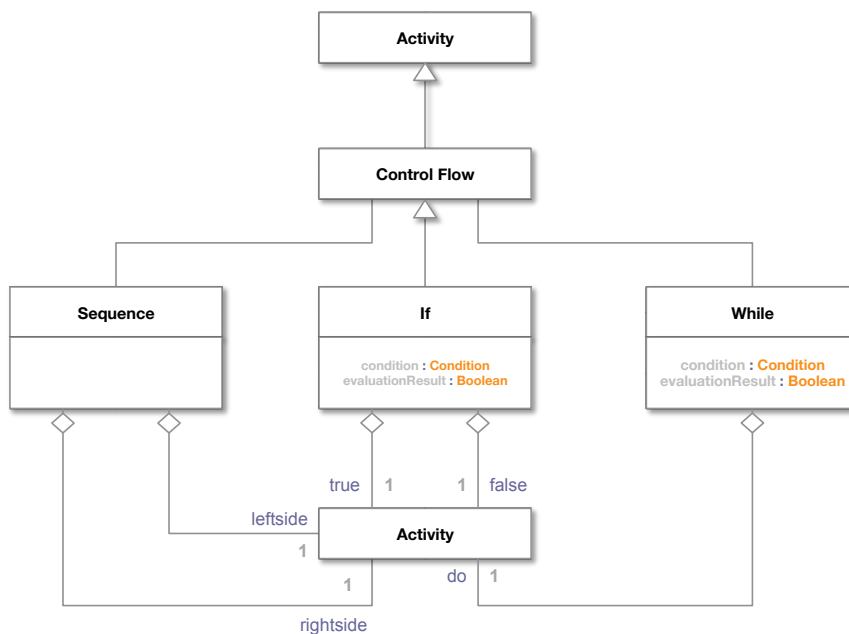 Activity
Control Flow
Sequence
If
While
condition : Condition
evaluationResult : Boolean
condition : Condition
evaluationResult : Boolean
true
1
1
false
leftside
Activity
1
1
do
1
rightside